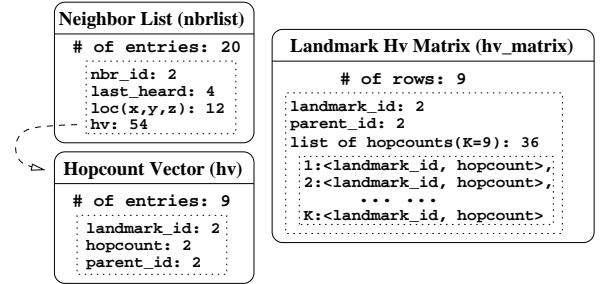 Neighbor List (nbrlist)
# of entries: 20
nbr_id: 2
last_heard: 4
loc(x,y,z): 12
hv: 54
Hopcount Vector (hv)
# of entries: 9
landmark_id: 2
hopcount: 2
parent_id: 2
Landmark Hv Matrix (hv_matrix)
# of rows: 9
landmark_id: 2
parent_id: 2
list of hopcounts(K=9): 36
1:<landmark_id, hopcount>,
2:<landmark_id, hopcount>,
... ...
K:<landmark_id, hopcount>